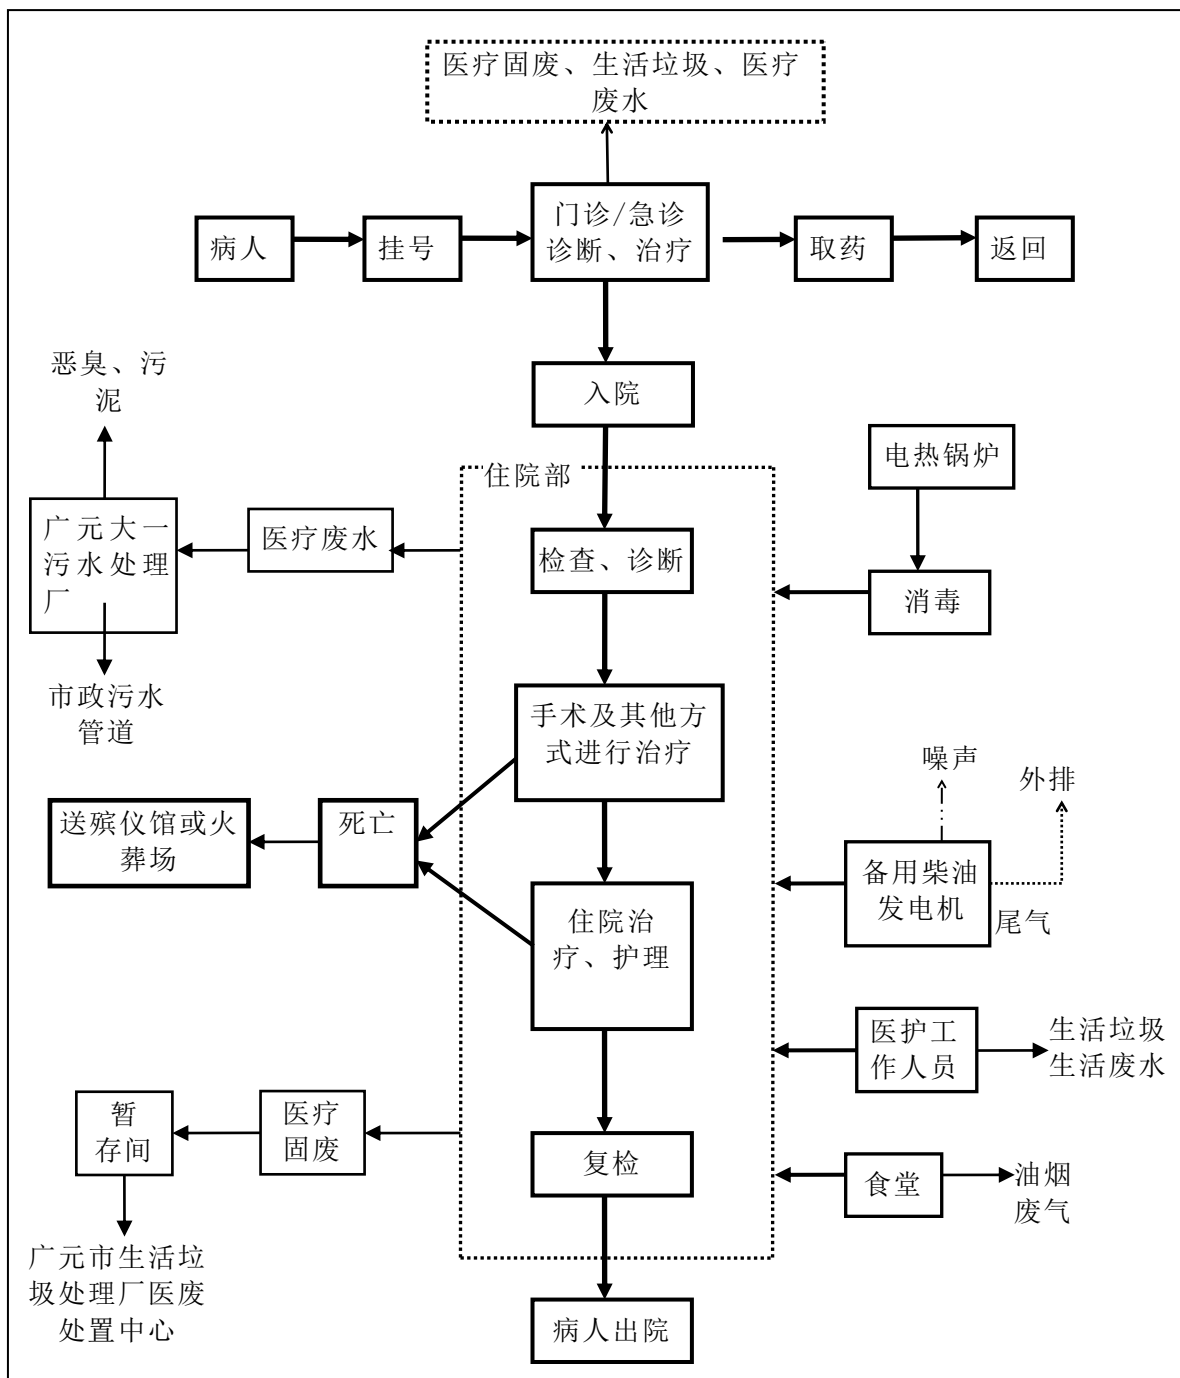 医疗固废、生活垃圾、医疗
废水
病人
挂号
门诊/急诊
诊断、治疗
取药
返回
恶臭、污
泥
入院
电热锅炉
住院部
广元大一
污水处理
厂
医疗废水
检查、诊断
消毒
市政污水
管道
手术及其他方
式进行治疗
噪声
外排
送殡仪馆或火
葬场
死亡
备用柴油
发电机
尾气
住院治
疗、护理
医护工
作人员
生活垃圾
生活废水
暂
存间
医疗
固废
复检
食堂
油烟
废气
广元市生活垃
圾处理厂医废
处置中心
病人出院